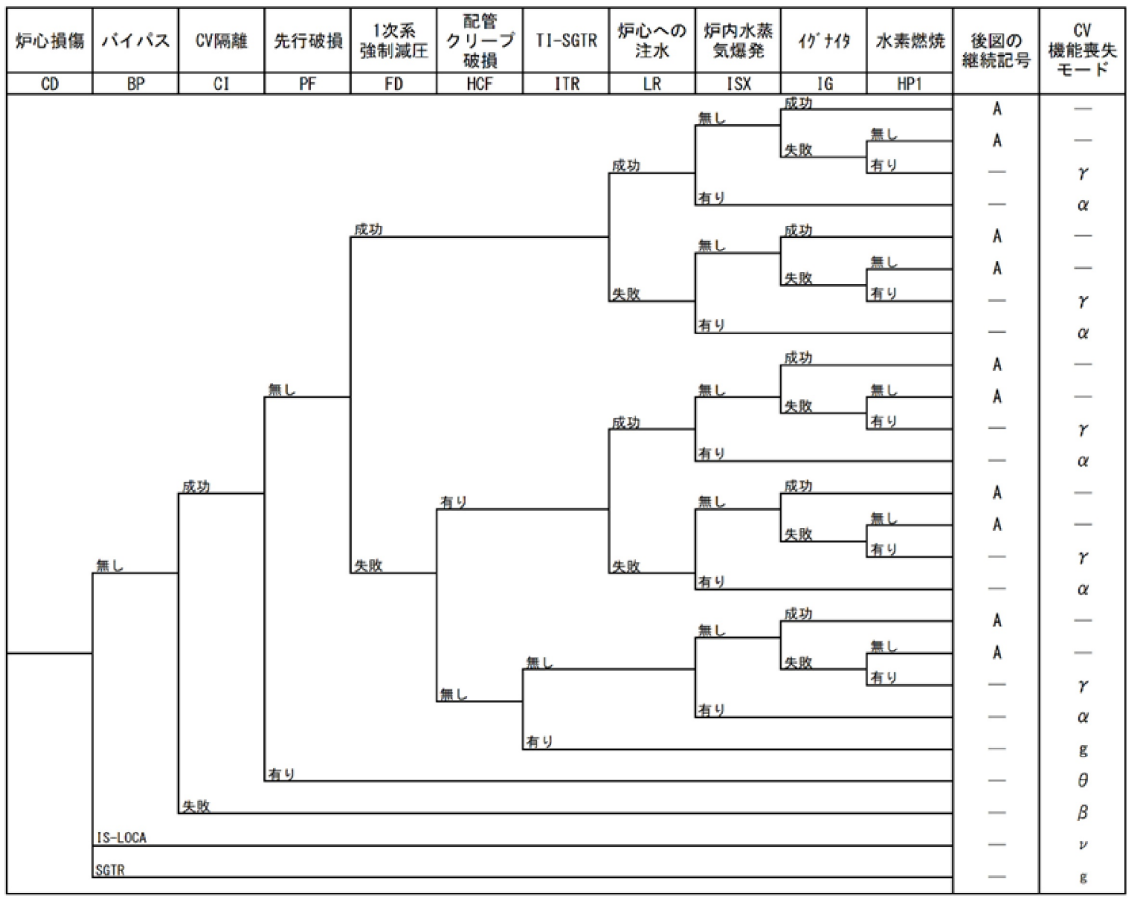 炉心損傷 バイパス CV隔離 先行破損 1次系 強制減圧 配管 クリープ 破損 TI-SGTR 炉心への 注水 炉内水蒸 気爆発 ｲｸﾞﾅｲﾀ 水素燃焼 後図の 継続記号 CV 機能喪失 モード
CD BP CI PF FD HCF ITR LR ISX IG HP1
成功 A ―
無し
無し A ―
失敗
成功 有り ― γ
有り ― α
成功 成功 A ―
無し
無し A ―
失敗
失敗 有り ― γ
有り ― α
成功 A ―
無し 無し 無し A ―
失敗
成功 有り ― γ
有り ― α
成功 成功 A ―
有り 無し
無し A ―
失敗
無し 失敗 失敗 有り ― γ
有り ― α
成功 A ―
無し
無し A ―
無し 失敗
無し 有り ― γ
有り ― α
有り ― g
有り ― θ
失敗 ― β
IS-LOCA ― ν
SGTR ― g